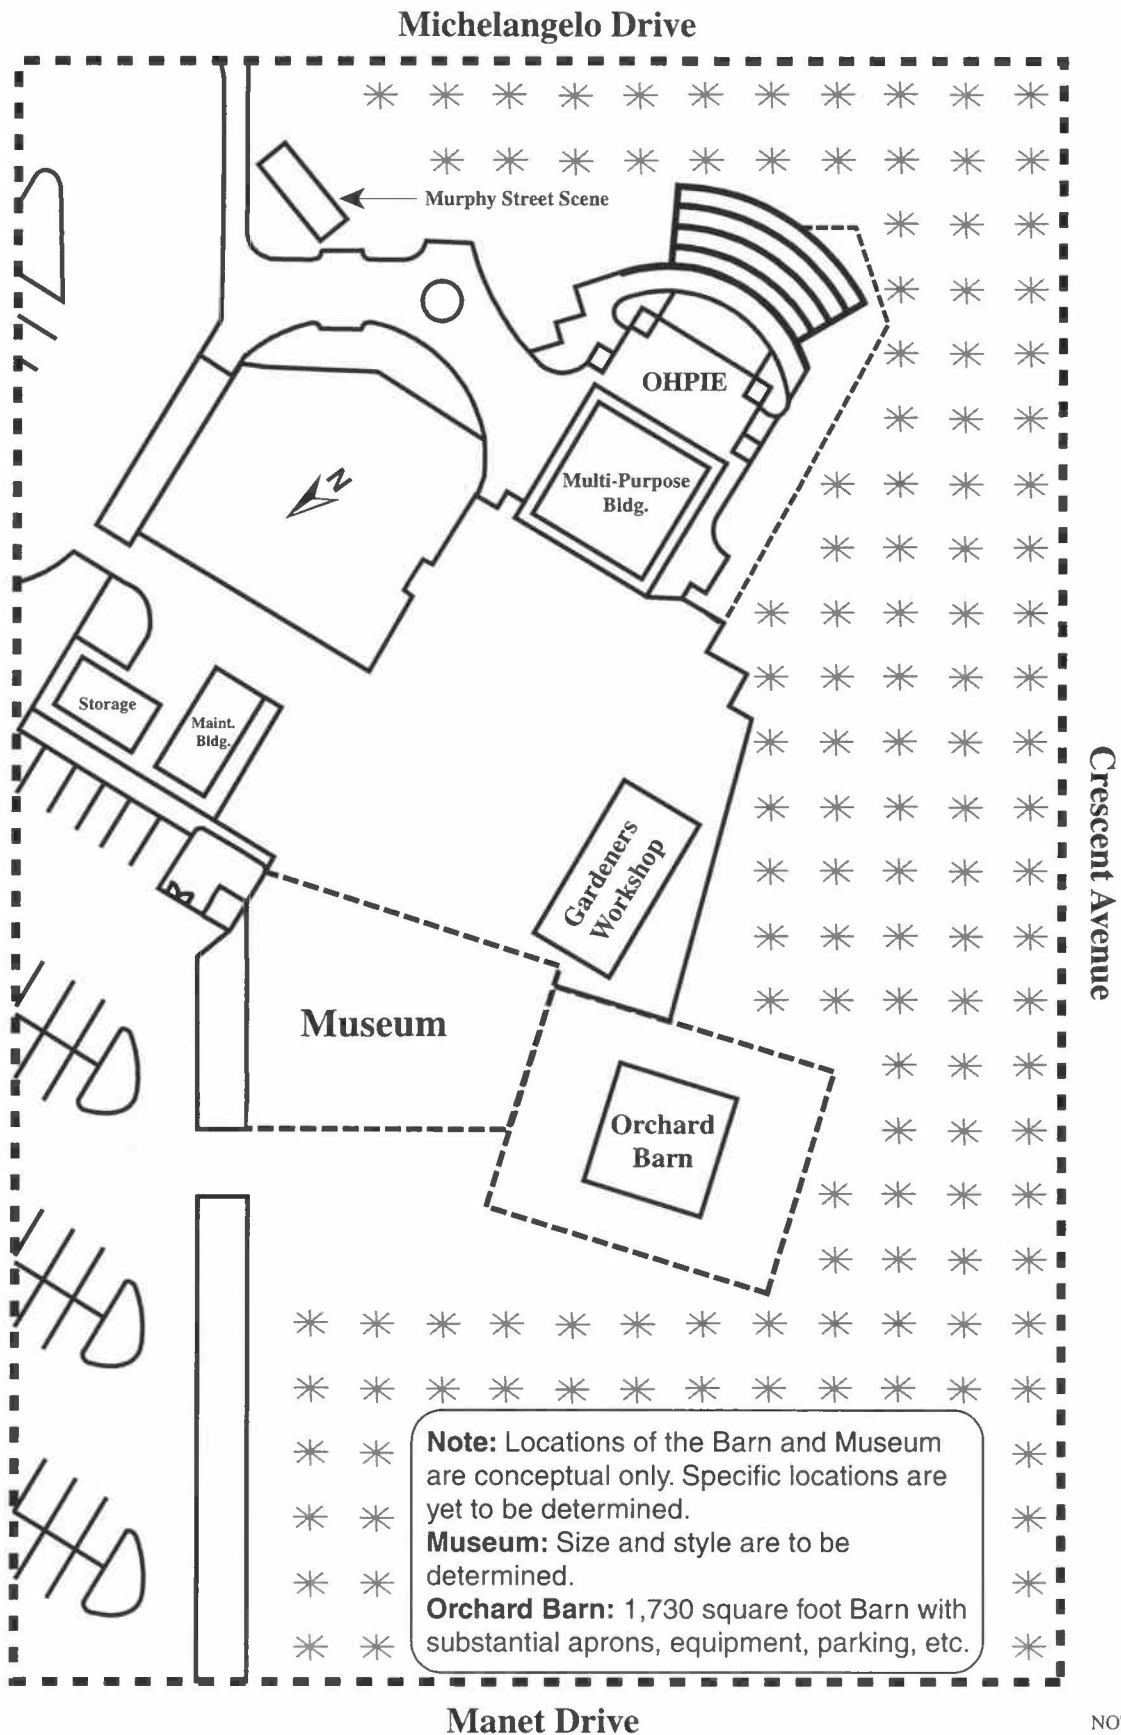 Michelangelo Drive
Murphy Street Scene
OHPIE
Multi-Purpose
Bldg.
N
Storage
Maint.
Bldg.
Gardeners
Workshop
Crescent Avenue
Museum
Orchard
Barn
Note: Locations of the Barn and Museum
are conceptual only. Specific locations are
yet to be determined.
Museum: Size and style are to be
determined.
Orchard Barn: 1,730 square foot Barn with
substantial aprons, equipment, parking, etc.
Manet Drive